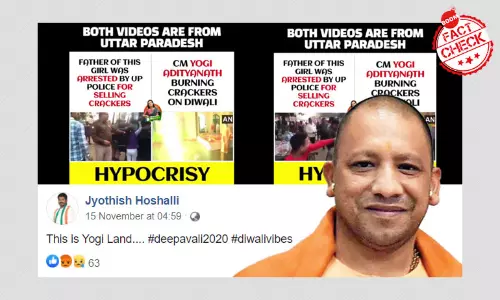 BOOM
FACT
CHECK
BOTH VIDEOS ARE FROM
UTTAR PARADESH
FATHER OF THIS
GIRL WAS
ARRESTED BY UP
POLICE FOR
SELLING
CRACKERS
CM YOGI
ADITYANATH
BURNING
CRACKERS
ON DIWALI
AN
HYPOCRISY
BOTH VIDEOS ARE FROM
UTTAR PARADESH
FATHER OF THIS
GIRL WAS
ARRESTED BY UP
POLICE FOR
SELLING
CRACKERS
CM YOGI
ADITYANATH
BURNING
CRACKERS
ON DIWALI
AN
HY
Jyothish Hoshalli
15 November at 04:59 ·
This is Yogi Land.... #deepavali2020 #diwalivibes
63